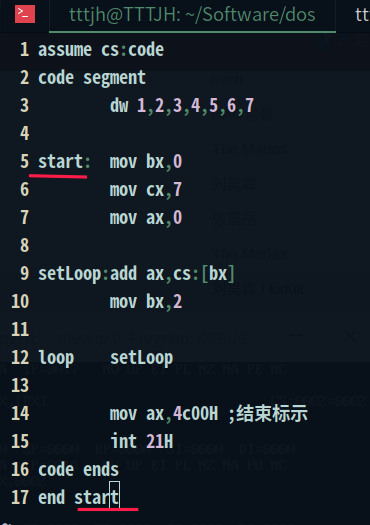 tttjh@TTTJH: ~/Software/dos
tt
1 assume cs:code
2 code segment
3 dw 1,2,3,4,5,6,7
4
5 start: mov bx,0
6 mov cx,7
7 mov ax,0
8
9 setLoop:add ax,cs:[bx]
10 mov bx,2
11
12 loop setLoop
13
14 mov ax,4c00H ;结束标示
15 int 21H
16 code ends
17 end start